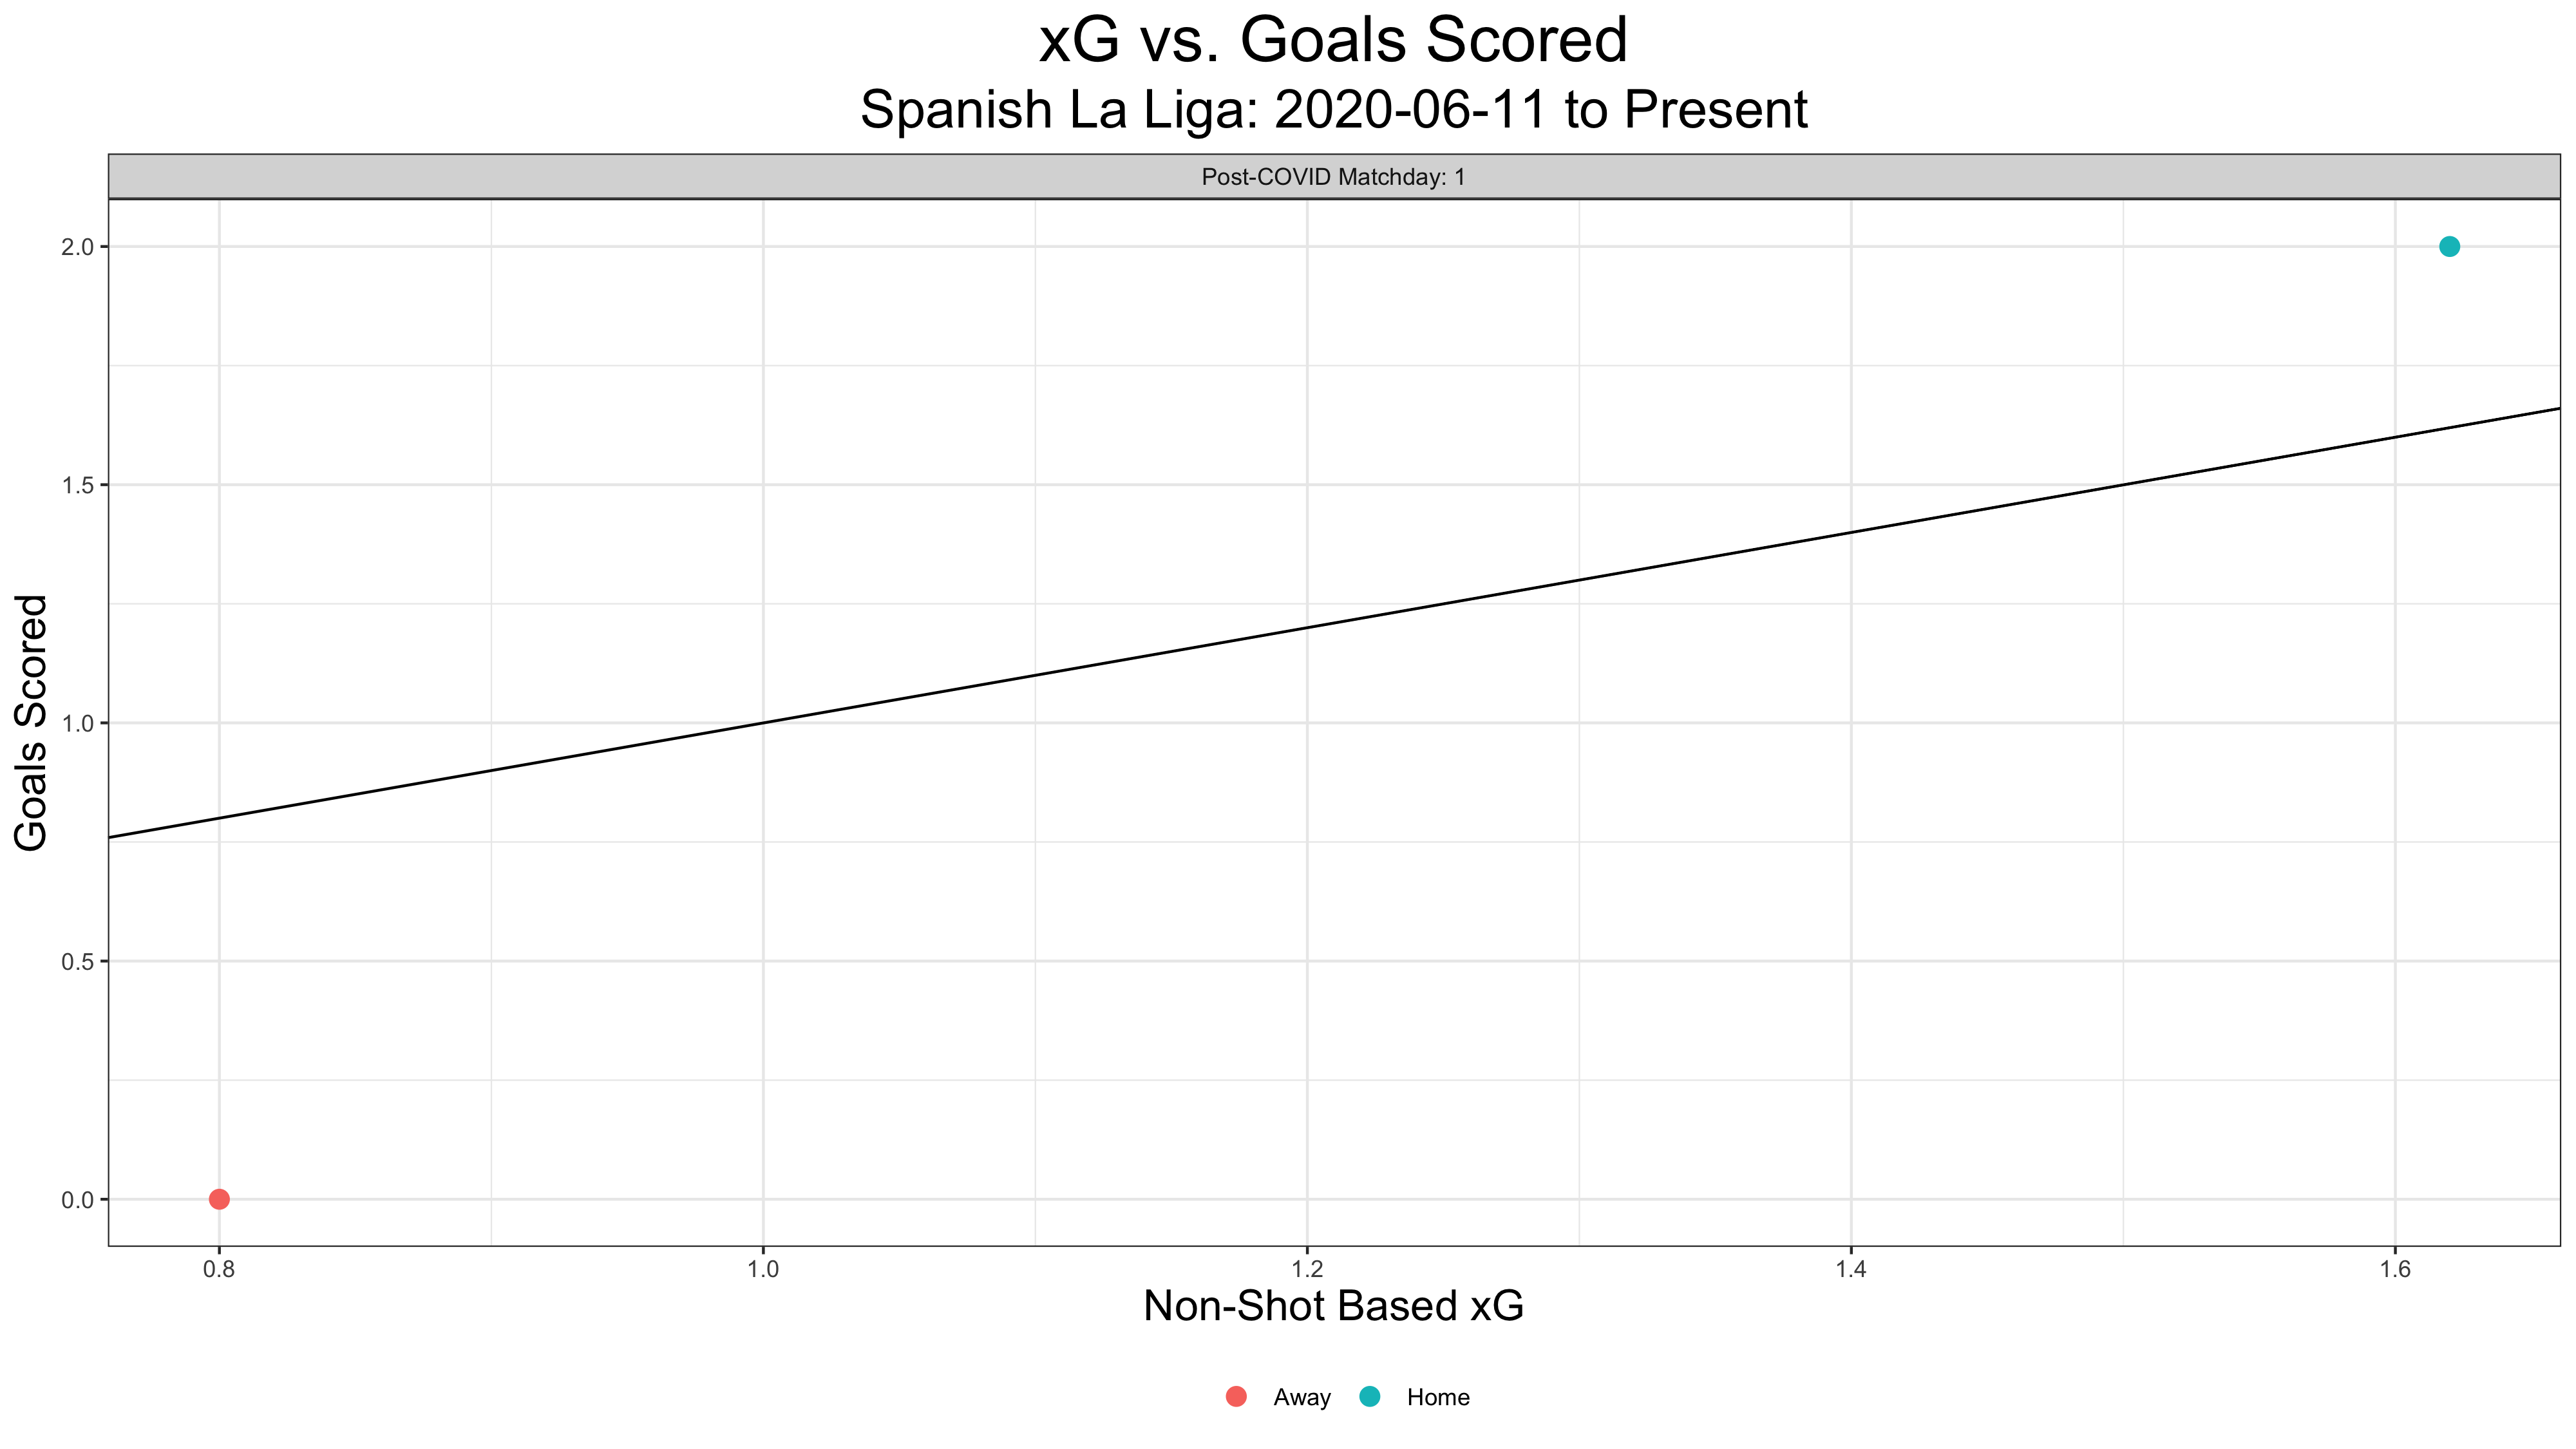 xG vs. Goals Scored
Spanish La Liga: 2020-06-11 to Present
Post-COVID Matchday: 1
Goals Scored
2.0
1.5
1.0
0.5
0.0
0.8 1.0 1.2 1.4 1.6
Non-Shot Based xG
Away Home